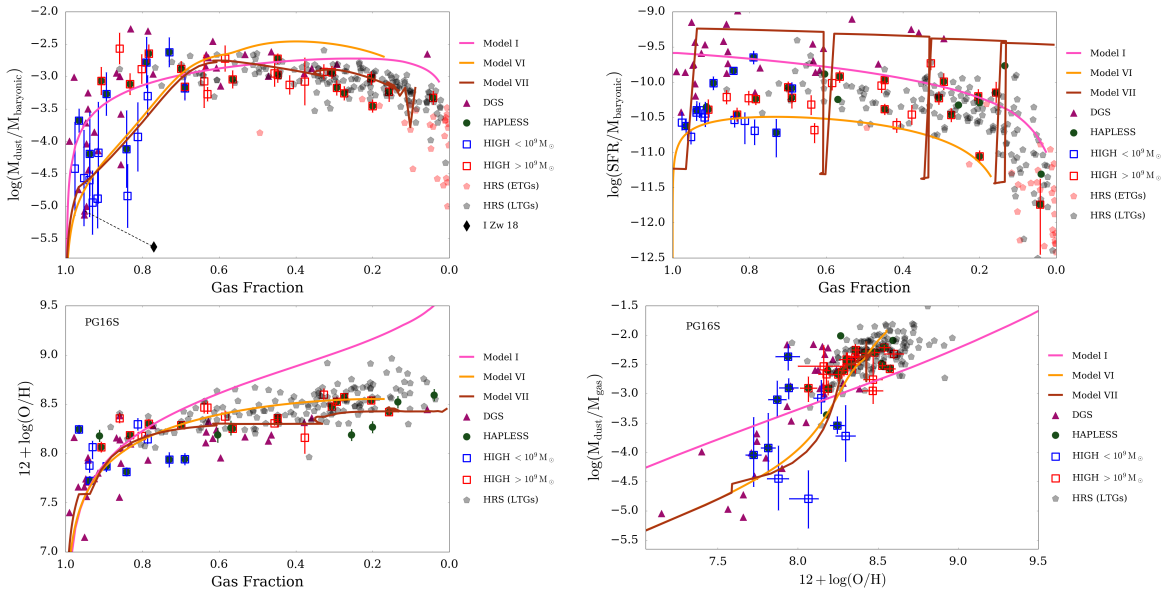 −2.0
−2.5
−3.0
−3.5
−4.0
−4.5
−5.0
−5.5
log(M_dust/M_baryonic)
1.0 0.8 0.6 0.4 0.2 0.0
Gas Fraction
Model I
Model VI
Model VII
DGS
HAPLESS
HIGH < 10⁹ M☉
HIGH > 10⁹ M☉
HRS (ETGs)
HRS (LTGs)
I Zw 18
−9.0
−9.5
−10.0
−10.5
−11.0
−11.5
−12.0
−12.5
log(SFR/M_baryonic)
1.0 0.8 0.6 0.4 0.2 0.0
Gas Fraction
Model I
Model VI
Model VII
DGS
HAPLESS
HIGH < 10⁹ M☉
HIGH > 10⁹ M☉
HRS (ETGs)
HRS (LTGs)
PG16S
9.5
9.0
8.5
8.0
7.5
7.0
12 + log(O/H)
1.0 0.8 0.6 0.4 0.2 0.0
Gas Fraction
Model I
Model VI
Model VII
DGS
HAPLESS
HIGH < 10⁹ M☉
HIGH > 10⁹ M☉
HRS (LTGs)
PG16S
−1.5
−2.0
−2.5
−3.0
−3.5
−4.0
−4.5
−5.0
−5.5
log(M_dust/M_gas)
7.5 8.0 8.5 9.0 9.5
12 + log(O/H)
Model I
Model VI
Model VII
DGS
HAPLESS
HIGH < 10⁹ M☉
HIGH > 10⁹ M☉
HRS (LTGs)